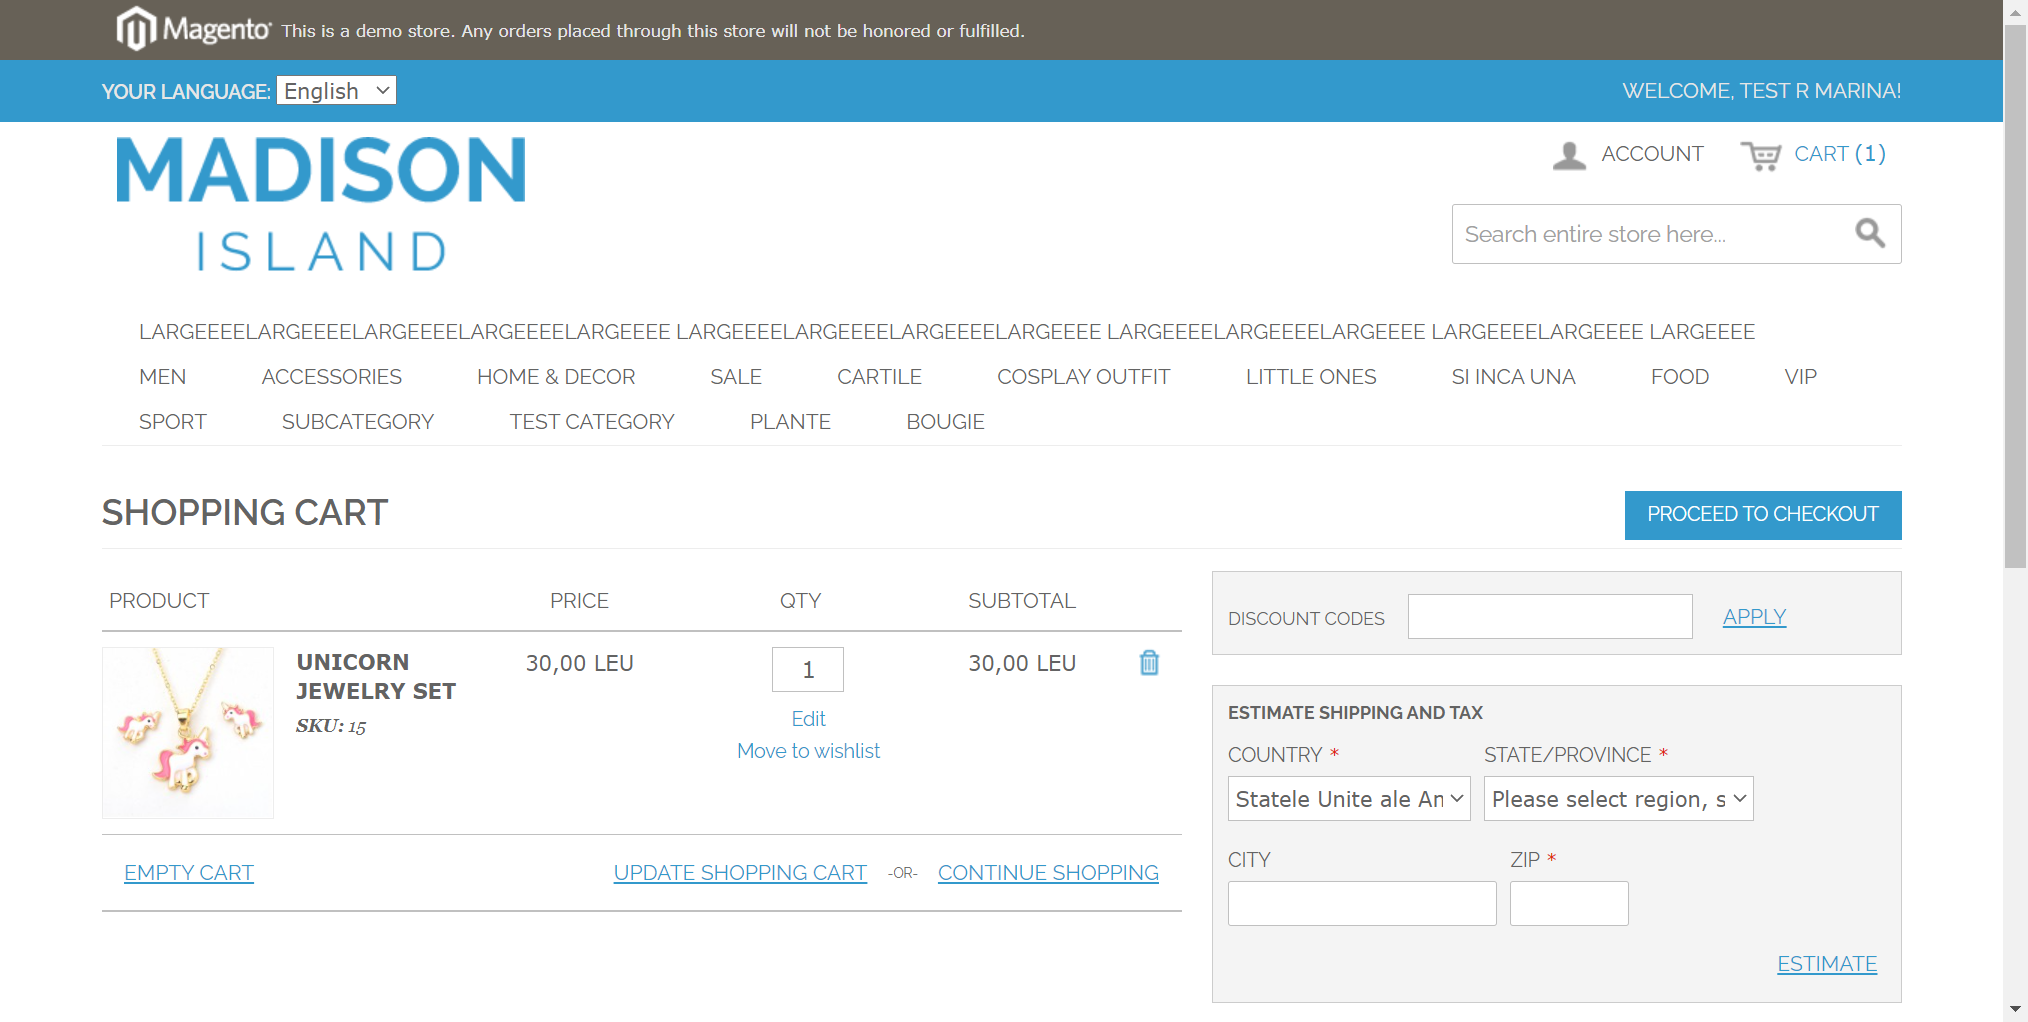 Magento® This is a demo store. Any orders placed through this store will not be honored or fulfilled.
YOUR LANGUAGE: English WELCOME, TEST R MARINA!
MADISON
ISLAND
ACCOUNT CART (1)
Search entire store here...
LARGEEEELARGEEEELARGEEEELARGEEEELARGEEEE LARGEEEELARGEEEELARGEEEELARGEEEE LARGEEEELARGEEEELARGEEEE LARGEEEELARGEEEE LARGEEEE
MEN ACCESSORIES HOME & DECOR SALE CARTILE COSPLAY OUTFIT LITTLE ONES SI INCA UNA FOOD VIP
SPORT SUBCATEGORY TEST CATEGORY PLANTE BOUGIE
SHOPPING CART PROCEED TO CHECKOUT
PRODUCT PRICE QTY SUBTOTAL
UNICORN JEWELRY SET 30,00 LEU 1 30,00 LEU
SKU: 15
Edit
Move to wishlist
EMPTY CART UPDATE SHOPPING CART -OR- CONTINUE SHOPPING
DISCOUNT CODES APPLY
ESTIMATE SHIPPING AND TAX
COUNTRY * STATE/PROVINCE *
Statele Unite ale Am Please select region, s
CITY ZIP *
ESTIMATE